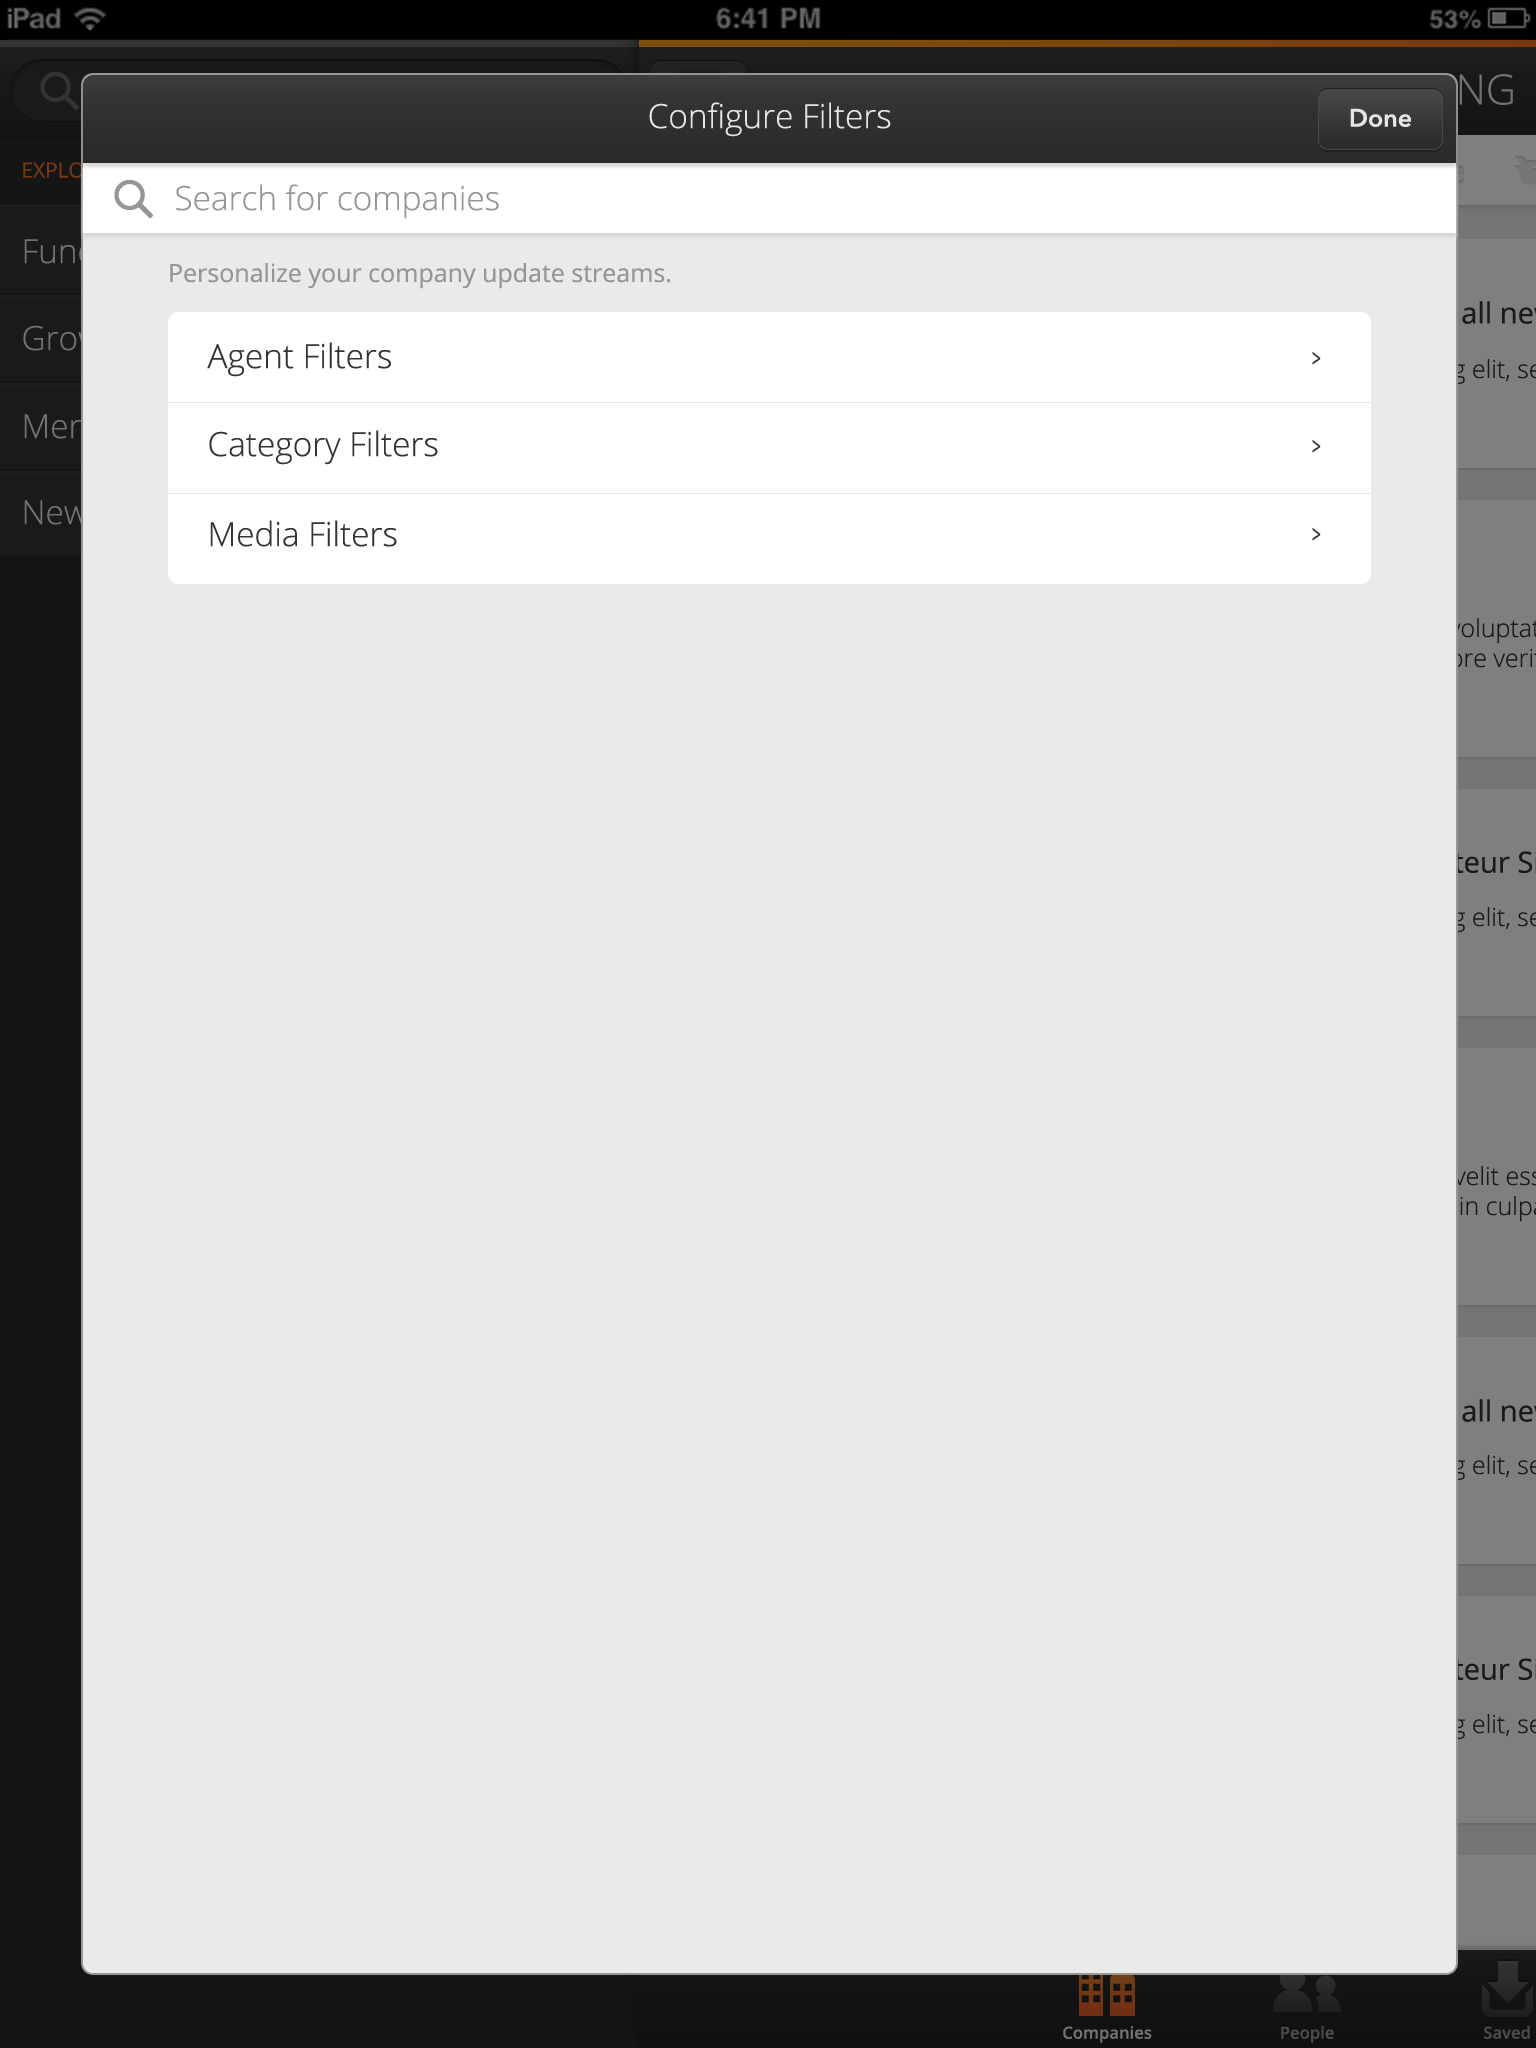 iPad
6:41 PM
53%
NG
Configure Filters
Done
Search for companies
EXPLO
Personalize your company update streams.
Agent Filters
>
Category Filters
>
Media Filters
>
Gro
Mer
New
all ne
g elit, se
voluptat
ore veri
teur S
g elit, se
velit ess
in culpa
all ne
g elit, se
teur S
g elit, se
Companies
People
Saved